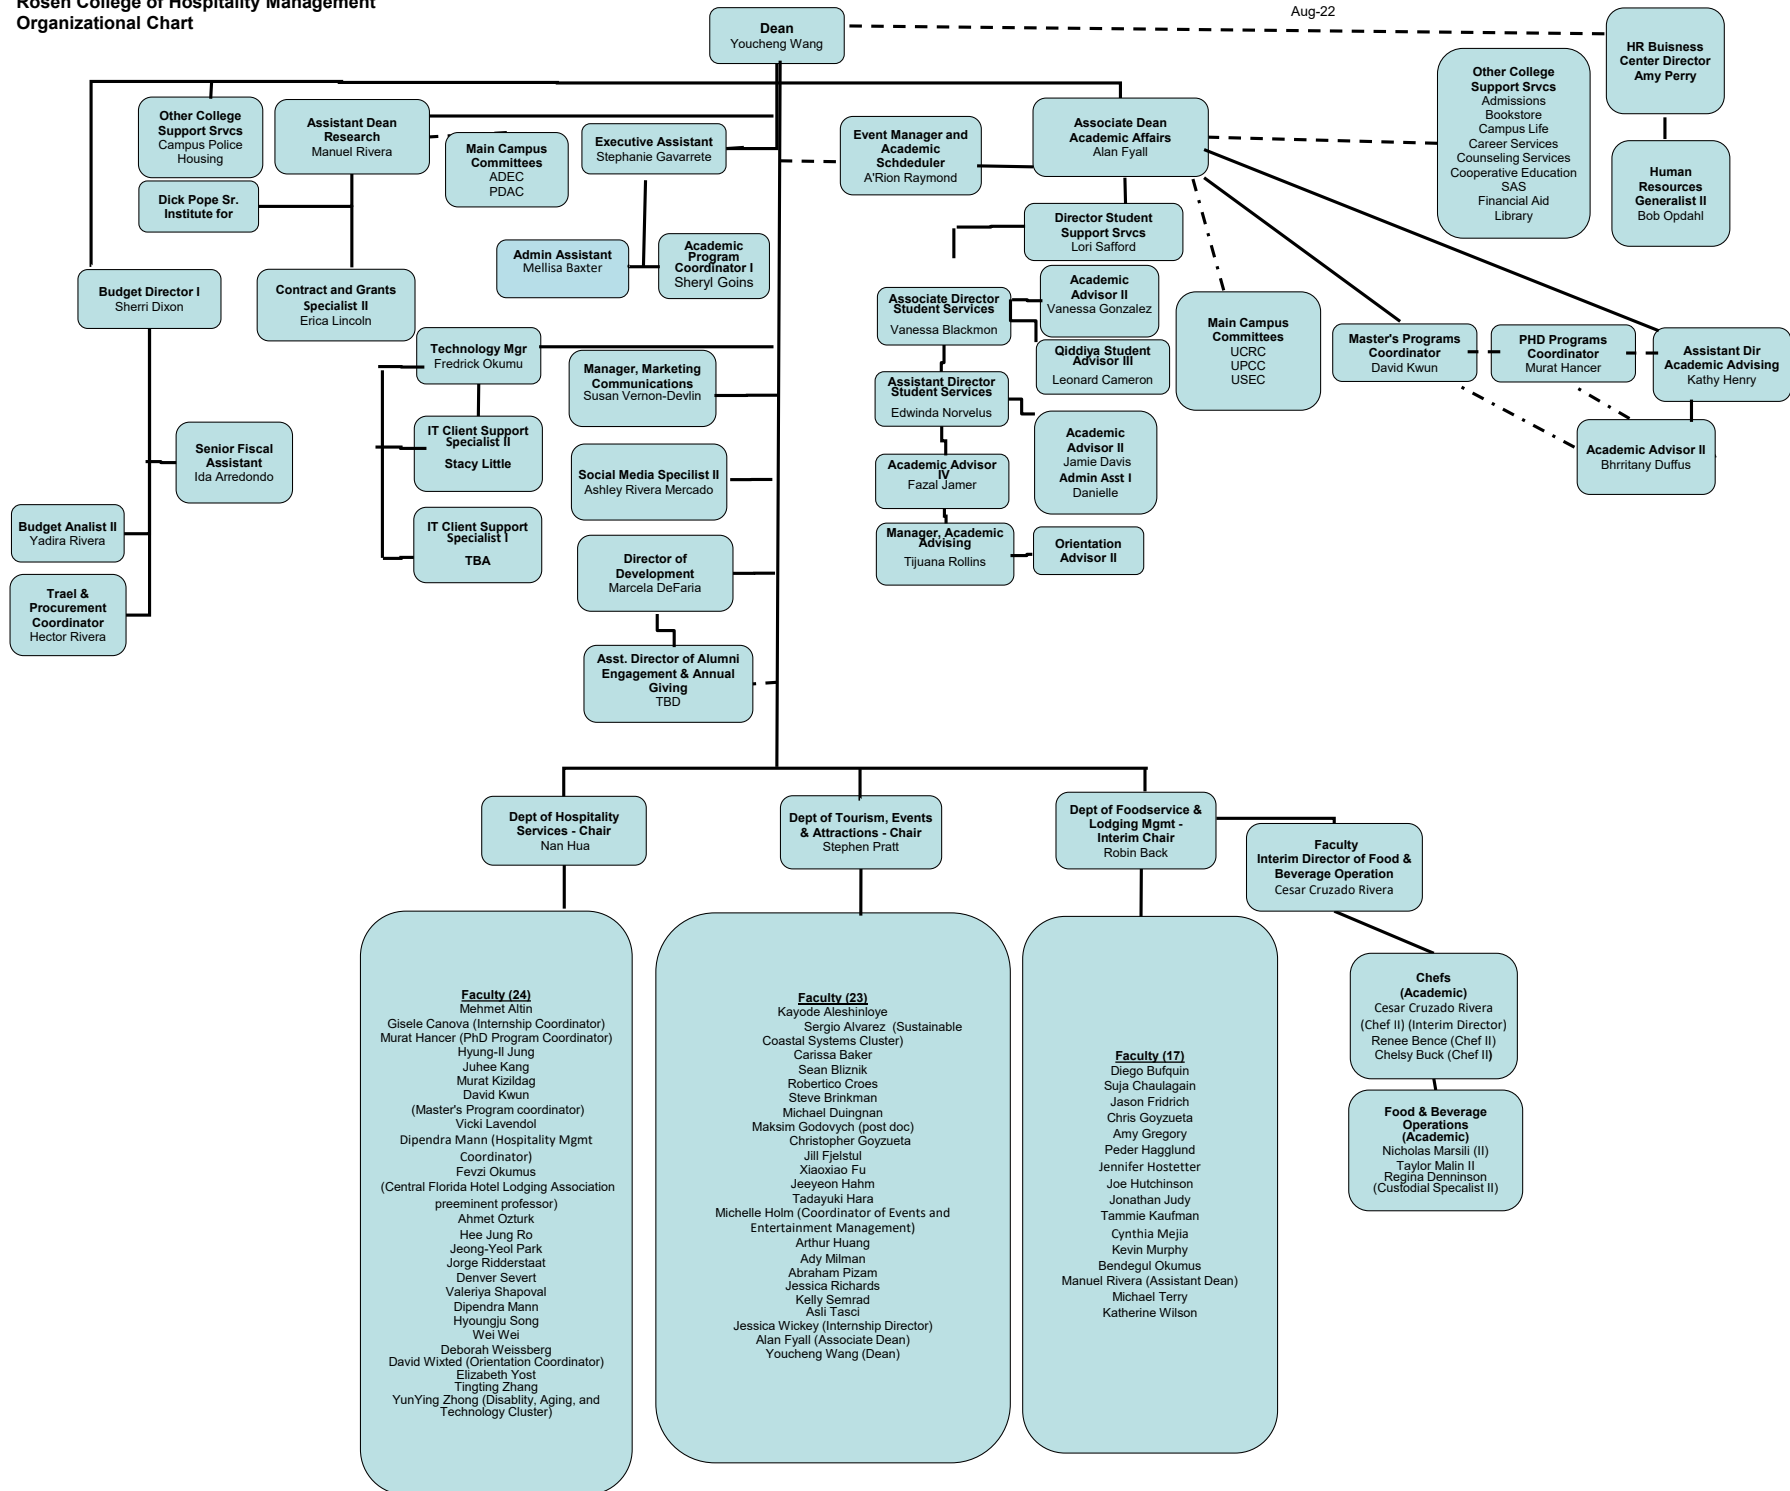 Rosen College of Hospitality Management
Organizational Chart
Aug-22
Dean
Youcheng Wang
HR Buisness
Center Director
Amy Perry
Other College
Support Srvcs
Campus Police
Housing
Assistant Dean
Research
Manuel Rivera
Main Campus
Committees
ADEC
PDAC
Executive Assistant
Stephanie Gavarrete
Event Manager and
Academic
Schdeduler
A'Rion Raymond
Associate Dean
Academic Affairs
Alan Fyall
Other College
Support Srvcs
Admissions
Bookstore
Campus Life
Career Services
Counseling Services
Cooperative Education
SAS
Financial Aid
Library
Human
Resources
Generalist II
Bob Opdahl
Dick Pope Sr.
Institute for
Admin Assistant
Mellisa Baxter
Academic
Program
Coordinator I
Sheryl Goins
Director Student
Support Srvcs
Lori Safford
Budget Director I
Sherri Dixon
Contract and Grants
Specialist II
Erica Lincoln
Technology Mgr
Fredrick Okumu
Manager, Marketing
Communications
Susan Vernon-Devlin
Associate Director
Student Services
Vanessa Blackmon
Academic
Advisor II
Vanessa Gonzalez
Qiddiya Student
Advisor III
Leonard Cameron
Main Campus
Committees
UCRC
UPCC
USEC
Master's Programs
Coordinator
David Kwun
PHD Programs
Coordinator
Murat Hancer
Assistant Dir
Academic Advising
Kathy Henry
Assistant Director
Student Services
Edwinda Norvelus
Academic
Advisor II
Jamie Davis
Admin Asst I
Danielle
Academic Advisor II
Bhrritany Duffus
Senior Fiscal
Assistant
Ida Arredondo
IT Client Support
Specialist II
Stacy Little
Social Media Specilist II
Ashley Rivera Mercado
Academic Advisor
IV
Fazal Jamer
Budget Analist II
Yadira Rivera
IT Client Support
Specialist I
TBA
Director of
Development
Marcela DeFaria
Manager, Academic
Advising
Tijuana Rollins
Orientation
Advisor II
Trael &
Procurement
Coordinator
Hector Rivera
Asst. Director of Alumni
Engagement & Annual
Giving
TBD
Dept of Hospitality
Services - Chair
Nan Hua
Dept of Tourism, Events
& Attractions - Chair
Stephen Pratt
Dept of Foodservice &
Lodging Mgmt -
Interim Chair
Robin Back
Faculty
Interim Director of Food &
Beverage Operation
Cesar Cruzado Rivera
Faculty (24)
Mehmet Altin
Gisele Canova (Internship Coordinator)
Murat Hancer (PhD Program Coordinator)
Hyung-Il Jung
Juhee Kang
Murat Kizildag
David Kwun
(Master's Program coordinator)
Vicki Lavendol
Dipendra Mann (Hospitality Mgmt
Coordinator)
Fevzi Okumus
(Central Florida Hotel Lodging Association
preeminent professor)
Ahmet Ozturk
Hee Jung Ro
Jeong-Yeol Park
Jorge Ridderstaat
Denver Severt
Valeriya Shapoval
Dipendra Mann
Hyoungju Song
Wei Wei
Deborah Weissberg
David Wixted (Orientation Coordinator)
Elizabeth Yost
Tingting Zhang
YunYing Zhong (Disablity, Aging, and
Technology Cluster)
Faculty (23)
Kayode Aleshinloye
Sergio Alvarez (Sustainable
Coastal Systems Cluster)
Carissa Baker
Sean Bliznik
Robertico Croes
Steve Brinkman
Michael Duingnan
Maksim Godovych (post doc)
Christopher Goyzueta
Jill Fjelstul
Xiaoxiao Fu
Jeeyeon Hahm
Tadayuki Hara
Michelle Holm (Coordinator of Events and
Entertainment Management)
Arthur Huang
Ady Milman
Abraham Pizam
Jessica Richards
Kelly Semrad
Asli Tasci
Jessica Wickey (Internship Director)
Alan Fyall (Associate Dean)
Youcheng Wang (Dean)
Faculty (17)
Diego Bufquin
Suja Chaulagain
Jason Fridrich
Chris Goyzueta
Amy Gregory
Peder Hagglund
Jennifer Hostetter
Joe Hutchinson
Jonathan Judy
Tammie Kaufman
Cynthia Mejia
Kevin Murphy
Bendegul Okumus
Manuel Rivera (Assistant Dean)
Michael Terry
Katherine Wilson
Chefs
(Academic)
Cesar Cruzado Rivera
(Chef II) (Interim Director)
Renee Bence (Chef II)
Chelsy Buck (Chef II)
Food & Beverage
Operations
(Academic)
Nicholas Marsili (II)
Taylor Malin II
Regina Denninson
(Custodial Specalist II)